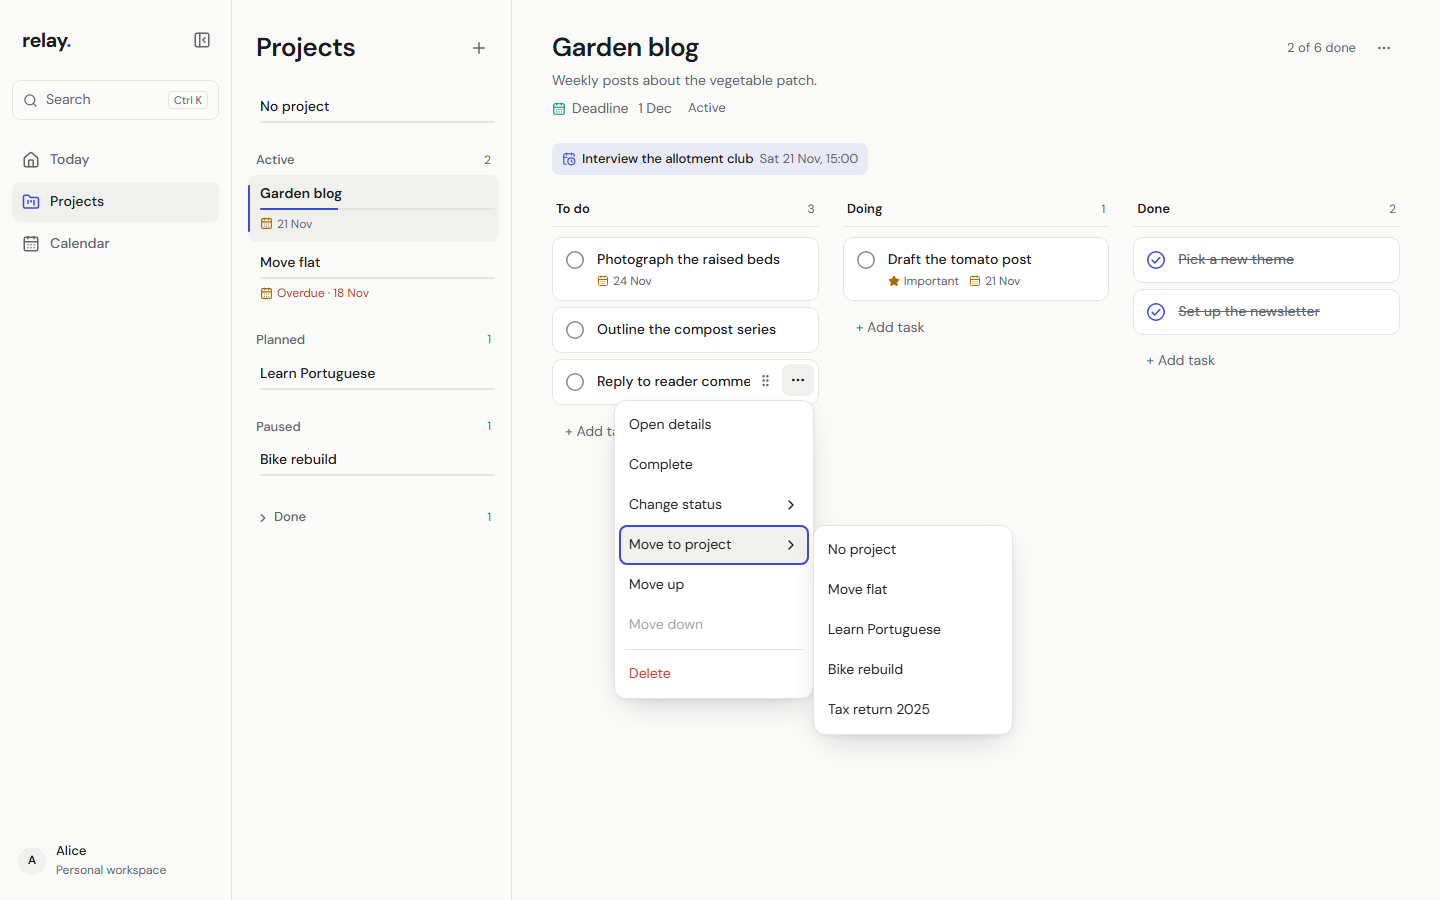 relay.
Search Ctrl K
Today
Projects
Calendar
Alice
A
Personal workspace
Projects
No project
Active 2
Garden blog
21 Nov
Move flat
Overdue · 18 Nov
Planned 1
Learn Portuguese
Paused 1
Bike rebuild
Done 1
Garden blog
2 of 6 done
Weekly posts about the vegetable patch.
Deadline 1 Dec Active
Interview the allotment club Sat 21 Nov, 15:00
To do 3
Photograph the raised beds
24 Nov
Outline the compost series
Reply to reader comme
+ Add ta
Doing 1
Draft the tomato post
Important 21 Nov
+ Add task
Done 2
Pick a new theme
Set up the newsletter
+ Add task
Open details
Complete
Change status
Move to project
Move up
Move down
Delete
No project
Move flat
Learn Portuguese
Bike rebuild
Tax return 2025